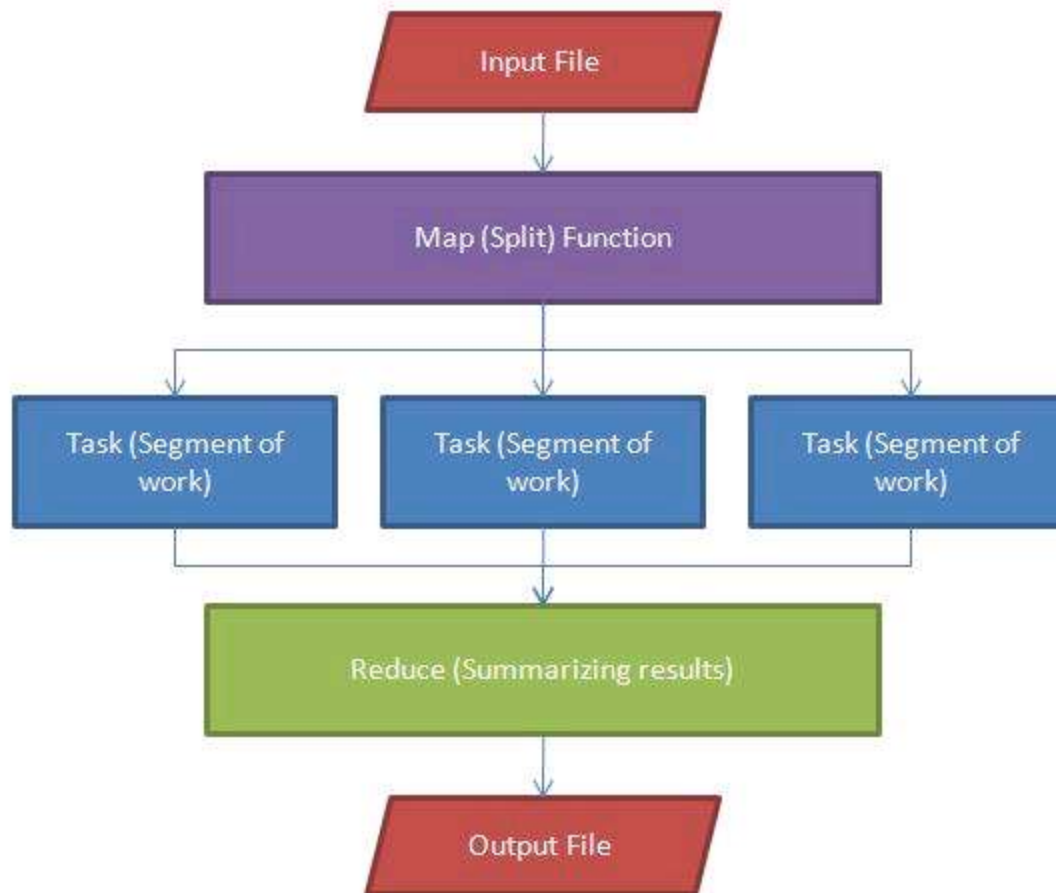 Input File
Map (Split) Function
Task (Segment of
work)
Task (Segment of
work)
Task (Segment of
work)
Reduce (Summarizing results)
Output File